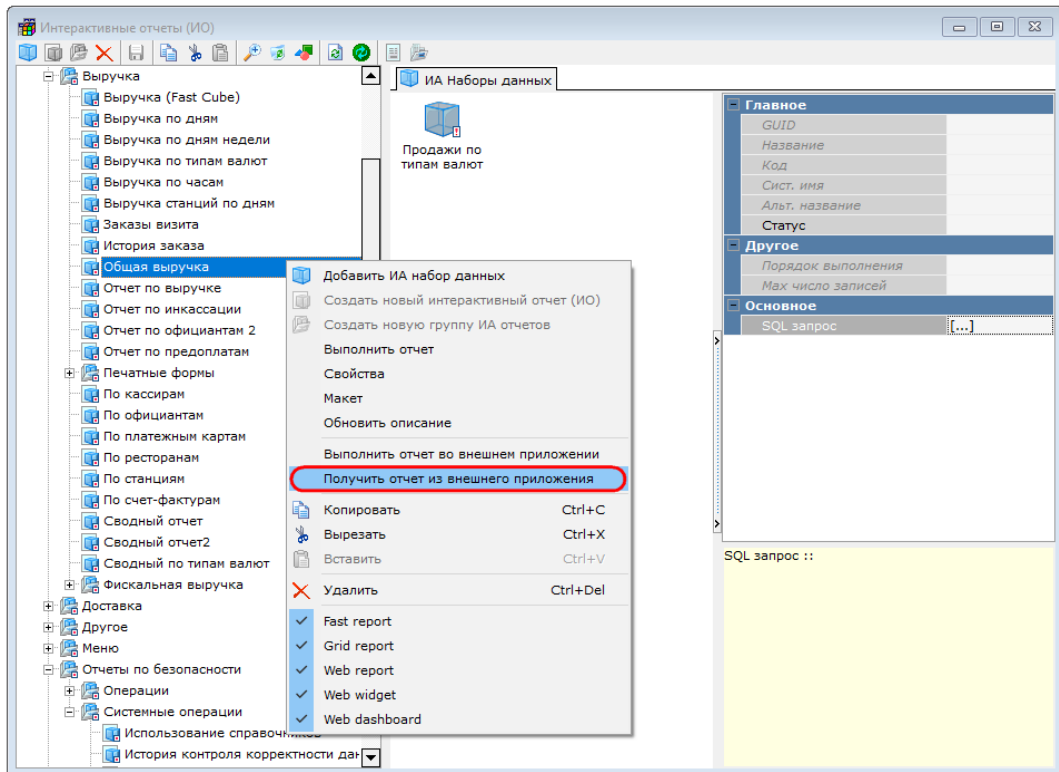 Интерактивные отчеты (ИО)
Выручка
Выручка (Fast Cube)
Выручка по дням
Выручка по дням недели
Выручка по типам валют
Выручка по часам
Выручка станций по дням
Заказы визита
История заказа
Общая выручка
Отчет по выручке
Отчет по инкассации
Отчет по официантам 2
Отчет по предоплатам
Печатные формы
По кассирам
По официантам
По платежным картам
По ресторанам
По станциям
По счет-фактурам
Сводный отчет
Сводный отчет2
Сводный по типам валют
Фискальная выручка
Доставка
Другое
Меню
Отчеты по безопасности
Операции
Системные операции
Использование справочников
История контроля корректности дан
ИА Наборы данных
Продажи по
типам валют
Добавить ИА набор данных
Создать новый интерактивный отчет (ИО)
Создать новую группу ИА отчетов
Выполнить отчет
Свойства
Макет
Обновить описание
Выполнить отчет во внешнем приложении
Получить отчет из внешнего приложения
Копировать Ctrl+C
Вырезать Ctrl+X
Вставить Ctrl+V
Удалить Ctrl+Del
Fast report
Grid report
Web report
Web widget
Web dashboard
Главное
GUID
Название
Код
Сист. имя
Альт. название
Статус
Другое
Порядок выполнения
Мах число записей
Основное
SQL запрос [...]
SQL запрос ::